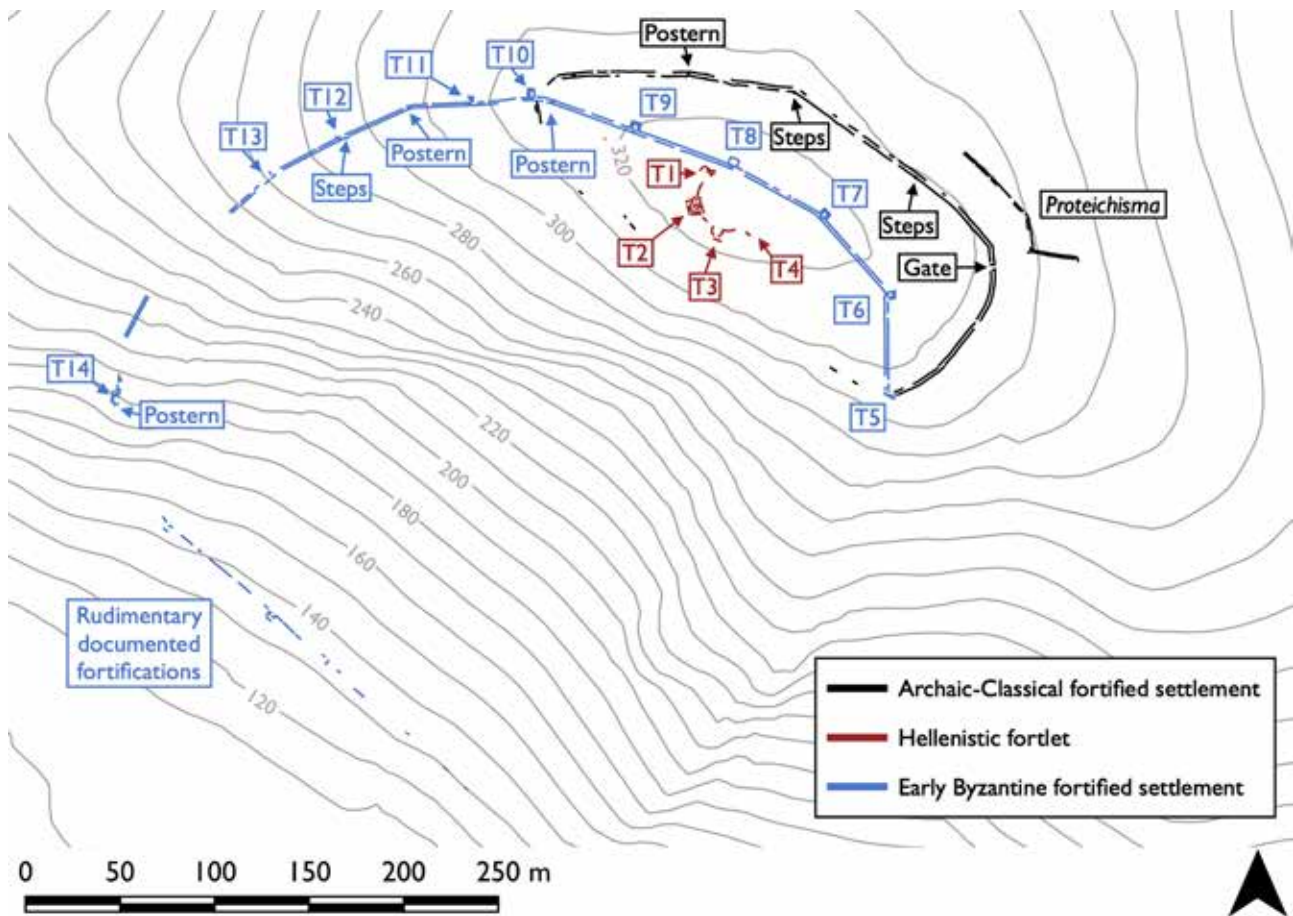 Postern
T10
T11
T12
T9
Steps
T8
T13
Postern
Postern
320
T1
T7
Proteichisma
Steps
Steps
280
300
T2
T4
Gate
260
T3
240
T6
T14
Postern
T5
220
200
180
160
Rudimentary
documented
fortifications
140
120
Archaic-Classical fortified settlement
Hellenistic fortlet
Early Byzantine fortified settlement
0 50 100 150 200 250 m